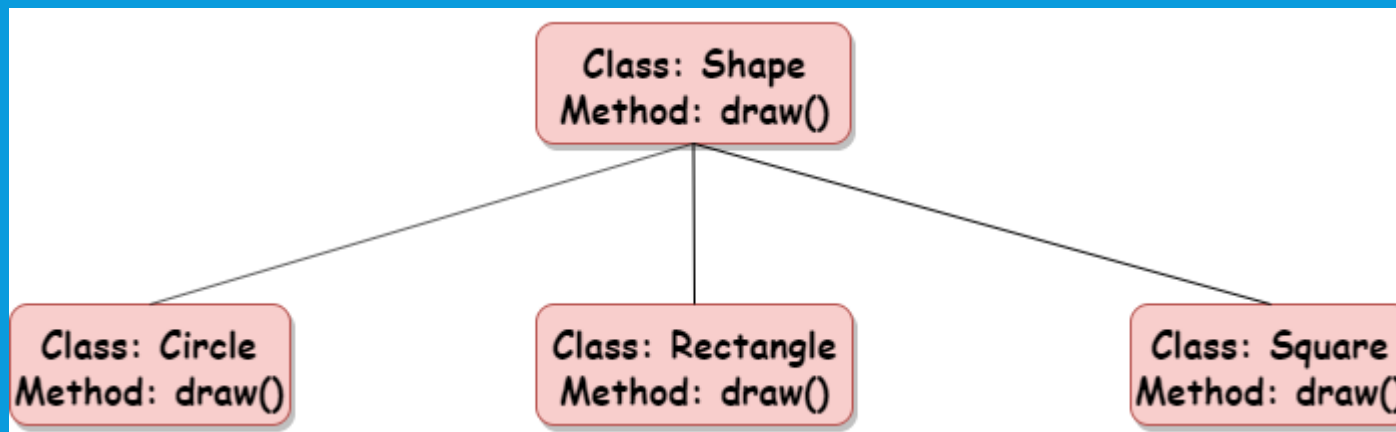 Class: Shape
Method: draw()
Class: Circle
Method: draw()
Class: Rectangle
Method: draw()
Class: Square
Method: draw()